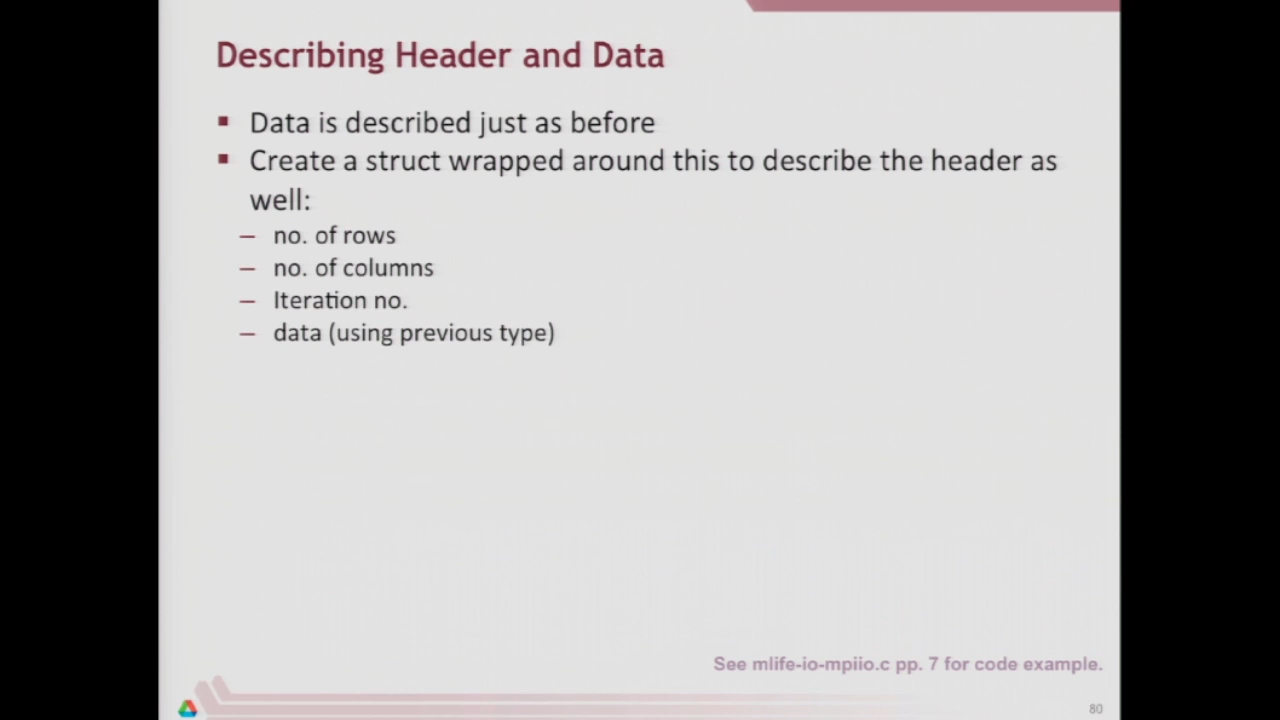 Describing Header and Data
▪ Data is described just as before
▪ Create a struct wrapped around this to describe the header as
well:
– no. of rows
– no. of columns
– Iteration no.
– data (using previous type)
See mlife-io-mpiio.c pp. 7 for code example.
80